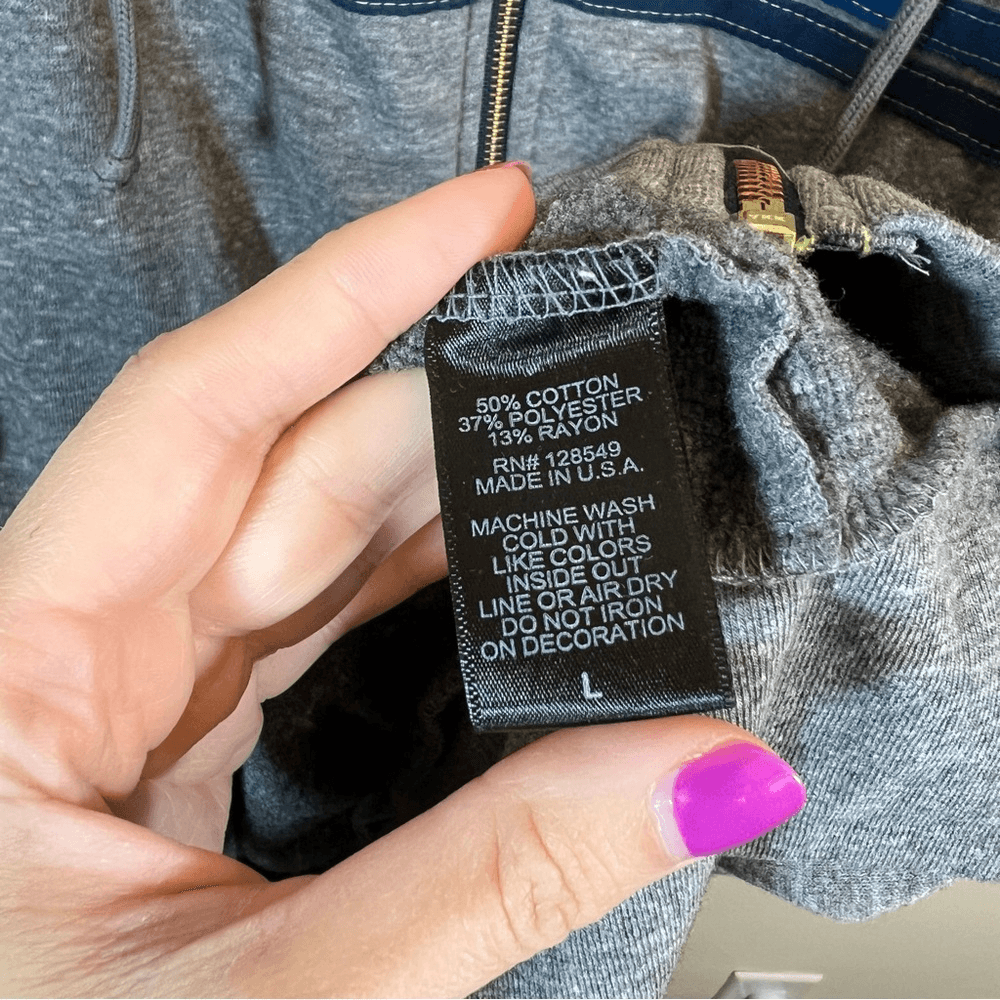 YKK
50% COTTON
37% POLYESTER
13% RAYON
RN# 128549
MADE IN U.S.A.
MACHINE WASH
COLD WITH
LIKE COLORS
INSIDE OUT
LINE OR AIR DRY
DO NOT IRON
ON DECORATION
L